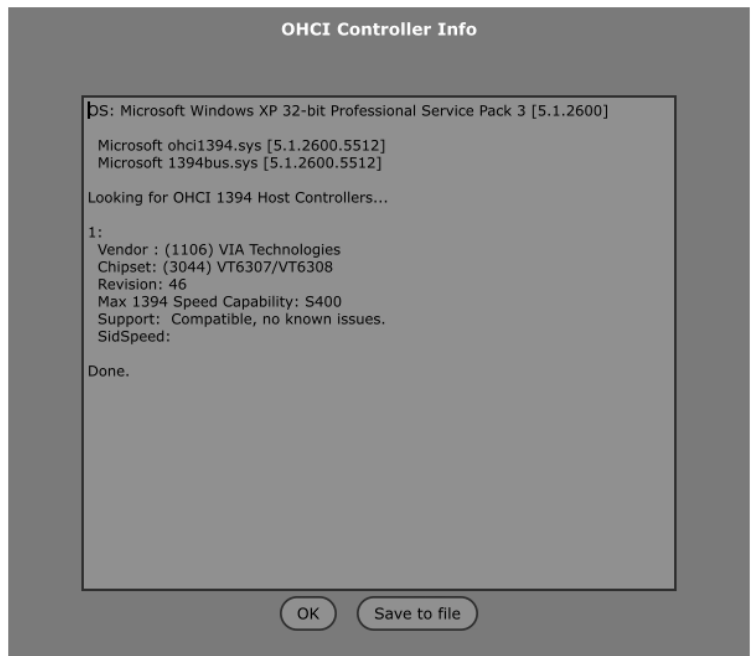 OHCI Controller Info
OS: Microsoft Windows XP 32-bit Professional Service Pack 3 [5.1.2600]
Microsoft ohci1394.sys [5.1.2600.5512]
Microsoft 1394bus.sys [5.1.2600.5512]
Looking for OHCI 1394 Host Controllers...
1:
Vendor : (1106) VIA Technologies
Chipset: (3044) VT6307/VT6308
Revision: 46
Max 1394 Speed Capability: S400
Support:  Compatible, no known issues.
SidSpeed:
Done.
OK
Save to file